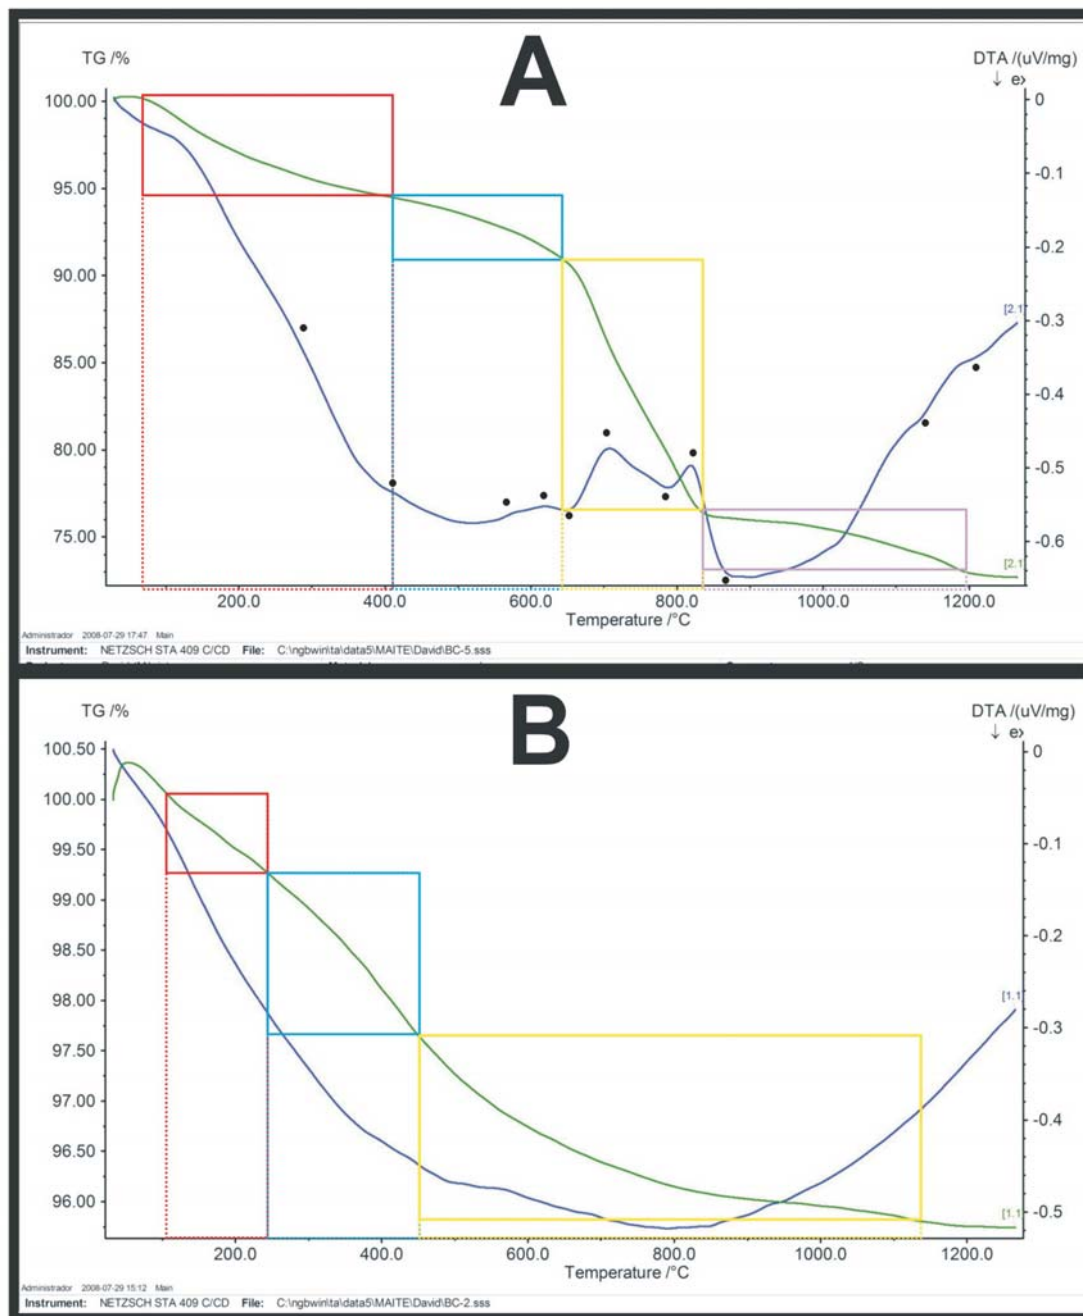 A
TG /%
DTA /(uV/mg)
↓ e
100.00
95.00
90.00
85.00
80.00
75.00
0
-0.1
-0.2
-0.3
-0.4
-0.5
-0.6
[2.1
[2.1
200.0 400.0 600.0 800.0 1000.0 1200.0
Temperature /°C
Administrador 2008-07-29 17:47 Main
Instrument: NETZSCH STA 409 C/CD File: C:\ngbwin\ta\data5\MAITE\David\BC-5.sss
B
TG /%
DTA /(uV/mg)
↓ e
100.50
100.00
99.50
99.00
98.50
98.00
97.50
97.00
96.50
96.00
0
-0.1
-0.2
-0.3
-0.4
-0.5
[1.1
[1.1
200.0 400.0 600.0 800.0 1000.0 1200.0
Temperature /°C
Administrador 2008-07-29 15:12 Main
Instrument: NETZSCH STA 409 C/CD File: C:\ngbwin\ta\data5\MAITE\David\BC-2.sss